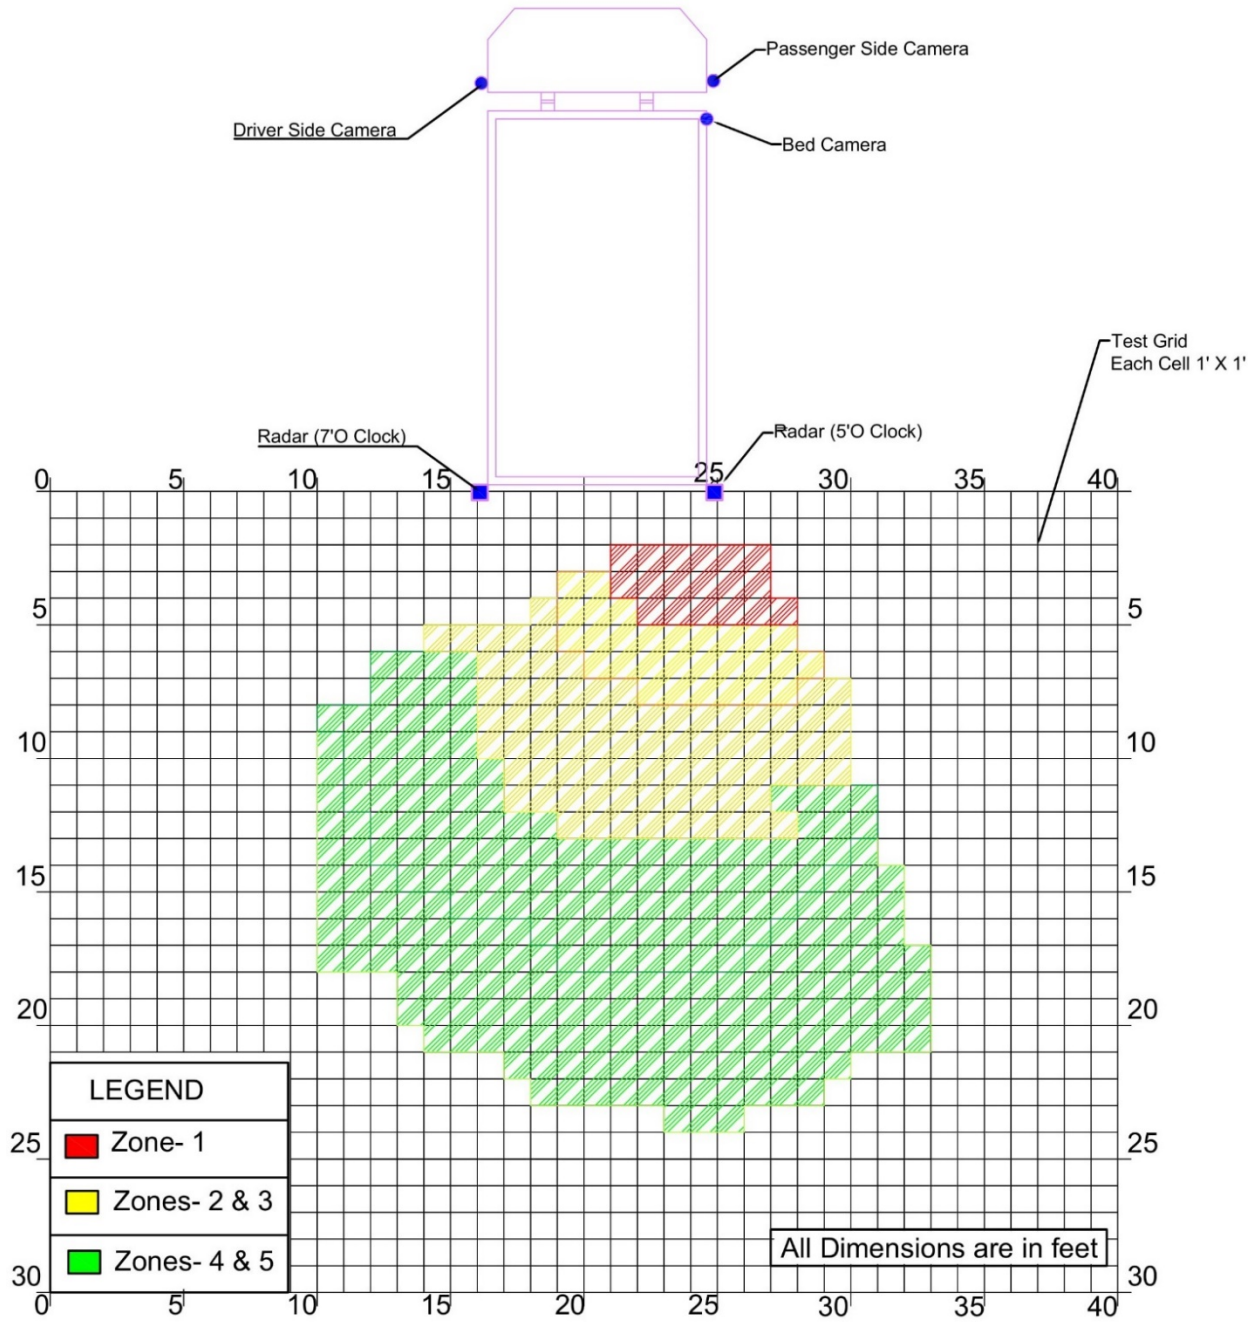 Passenger Side Camera
Driver Side Camera
Bed Camera
Test Grid
Each Cell 1' X 1'
Radar (7'O Clock)
Radar (5'O Clock)
0 5 10 15 25 30 35 40
5 5
10 10
15 15
20 20
LEGEND
Zone- 1
25 25
Zones- 2 & 3
Zones- 4 & 5
All Dimensions are in feet
30 30
0 5 10 15 20 25 30 35 40